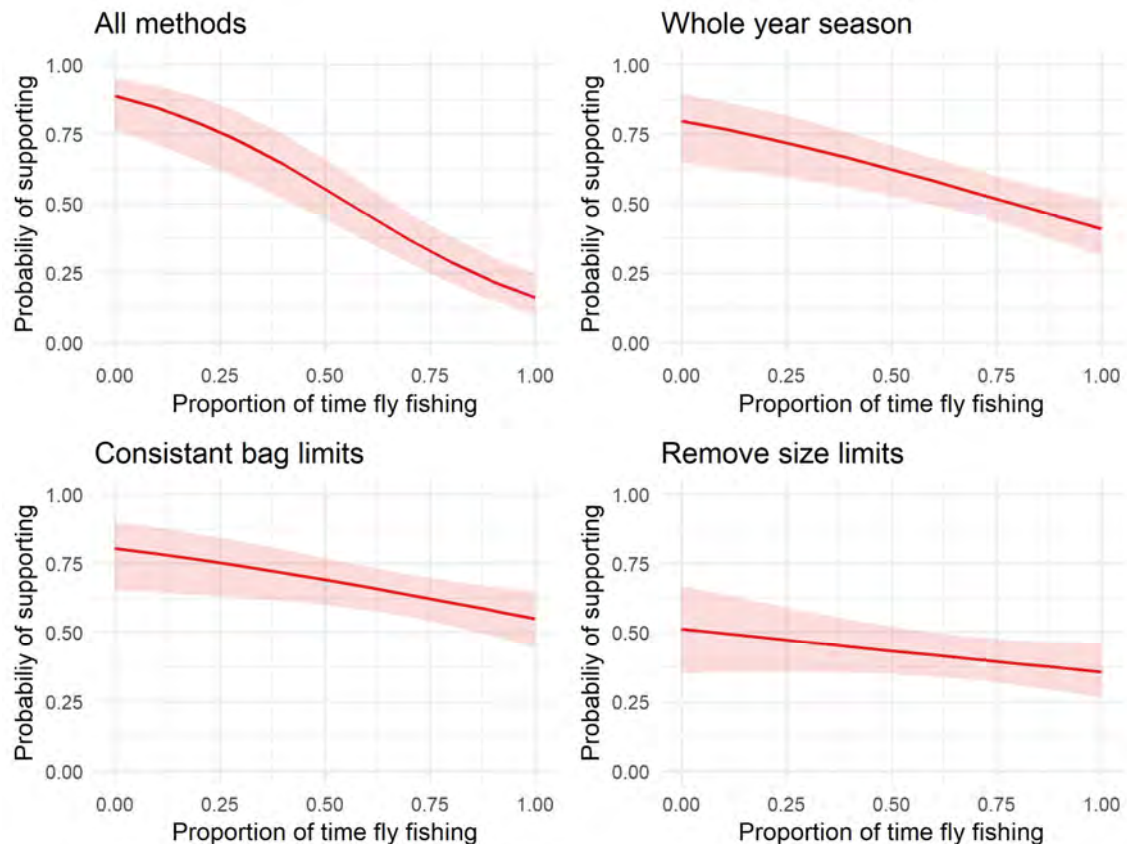 All methods
1.00
0.75
0.50
0.25
0.00
Probabiliy of supporting
0.00 0.25 0.50 0.75 1.00
Proportion of time fly fishing
Whole year season
1.00
0.75
0.50
0.25
0.00
Probabiliy of supporting
0.00 0.25 0.50 0.75 1.00
Proportion of time fly fishing
Consistant bag limits
1.00
0.75
0.50
0.25
0.00
Probabiliy of supporting
0.00 0.25 0.50 0.75 1.00
Proportion of time fly fishing
Remove size limits
1.00
0.75
0.50
0.25
0.00
Probabiliy of supporting
0.00 0.25 0.50 0.75 1.00
Proportion of time fly fishing